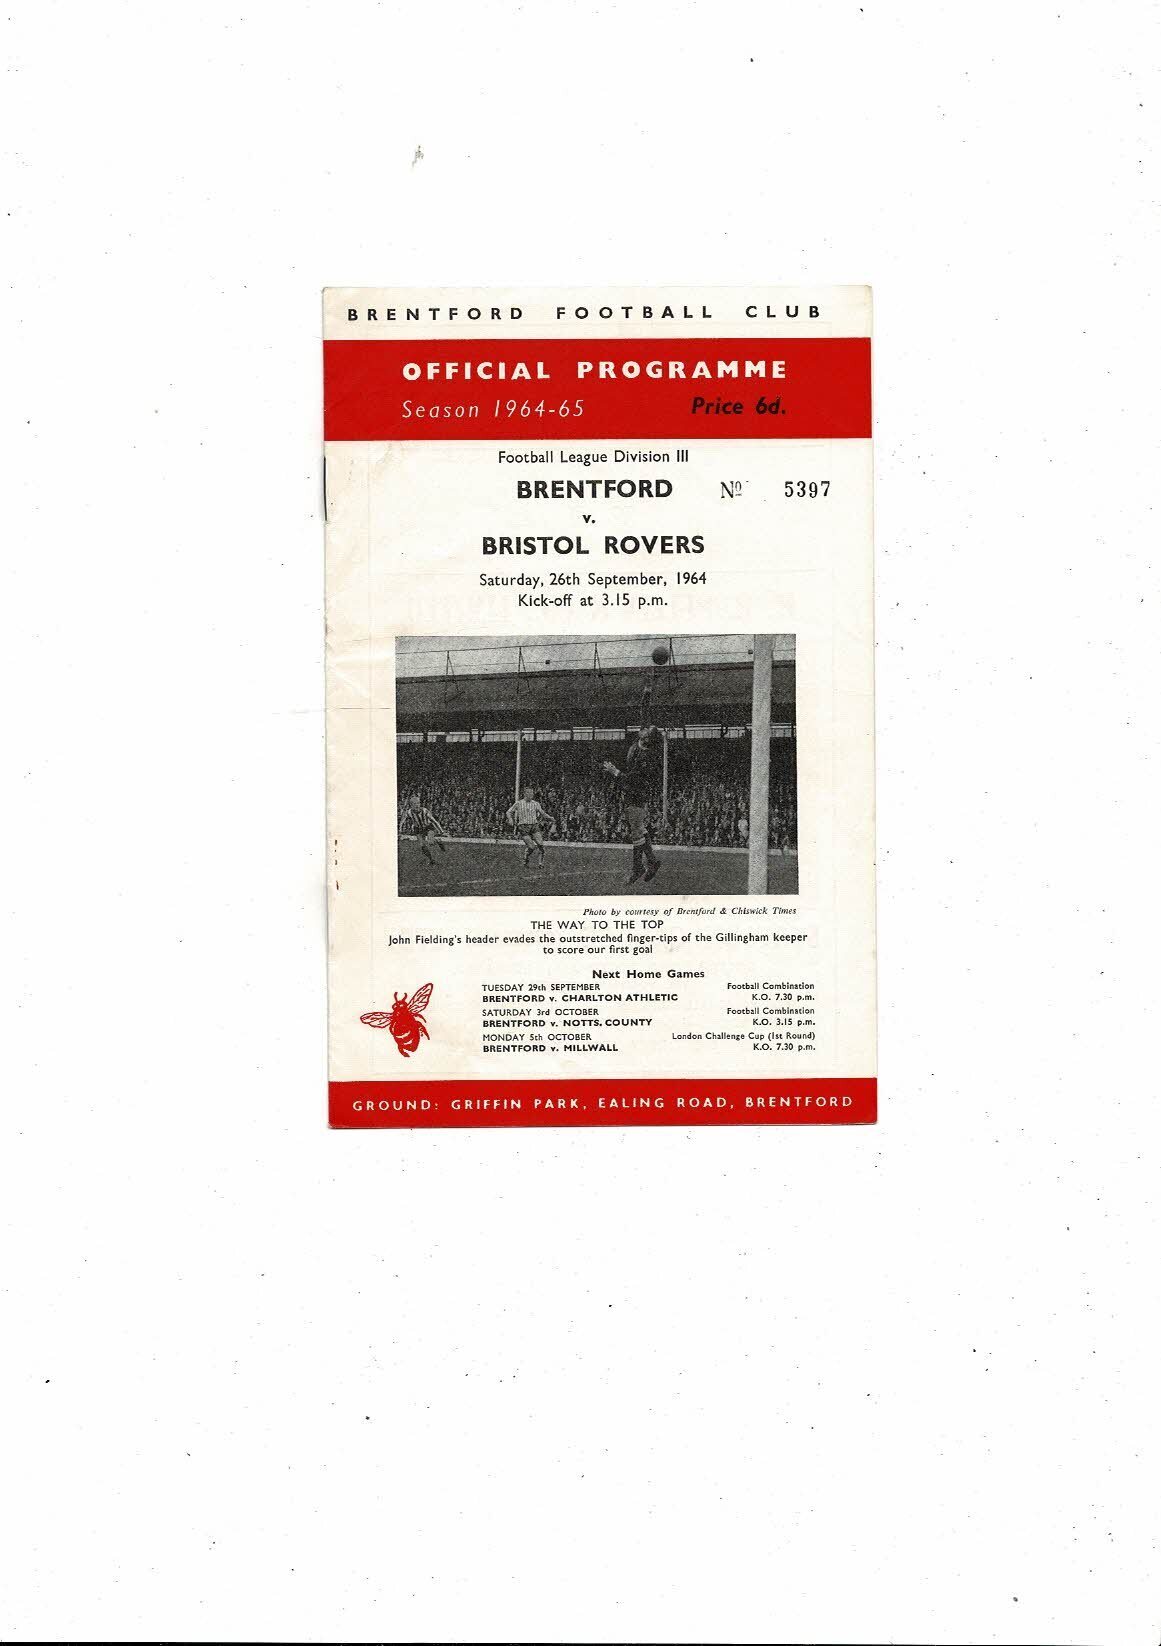 BRENTFORD FOOTBALL CLUB
OFFICIAL PROGRAMME
Season 1964-65 Price 6d.
Football League Division III
BRENTFORD Nº 5397
v.
BRISTOL ROVERS
Saturday, 26th September, 1964
Kick-off at 3.15 p.m.
Photo by courtesy of Brentford & Chiswick Times
THE WAY TO THE TOP
John Fielding's header evades the outstretched finger-tips of the Gillingham keeper
to score our first goal
Next Home Games
TUESDAY 29th SEPTEMBER Football Combination
BRENTFORD v. CHARLTON ATHLETIC K.O. 7.30 p.m.
SATURDAY 3rd OCTOBER Football Combination
BRENTFORD v. NOTTS. COUNTY K.O. 3.15 p.m.
MONDAY 5th OCTOBER London Challenge Cup (1st Round)
BRENTFORD v. MILLWALL K.O. 7.30 p.m.
GROUND: GRIFFIN PARK, EALING ROAD, BRENTFORD